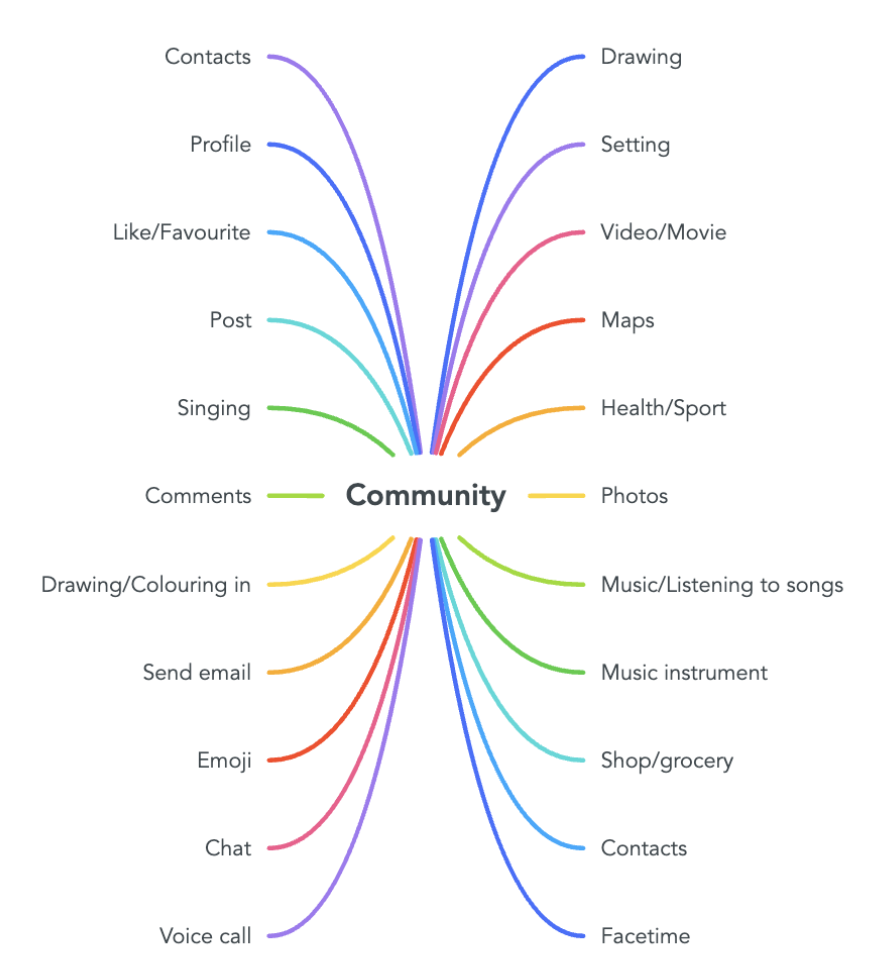 Contacts
Profile
Like/Favourite
Post
Singing
Comments
Drawing/Colouring in
Send email
Emoji
Chat
Voice call
Community
Drawing
Setting
Video/Movie
Maps
Health/Sport
Photos
Music/Listening to songs
Music instrument
Shop/grocery
Contacts
Facetime